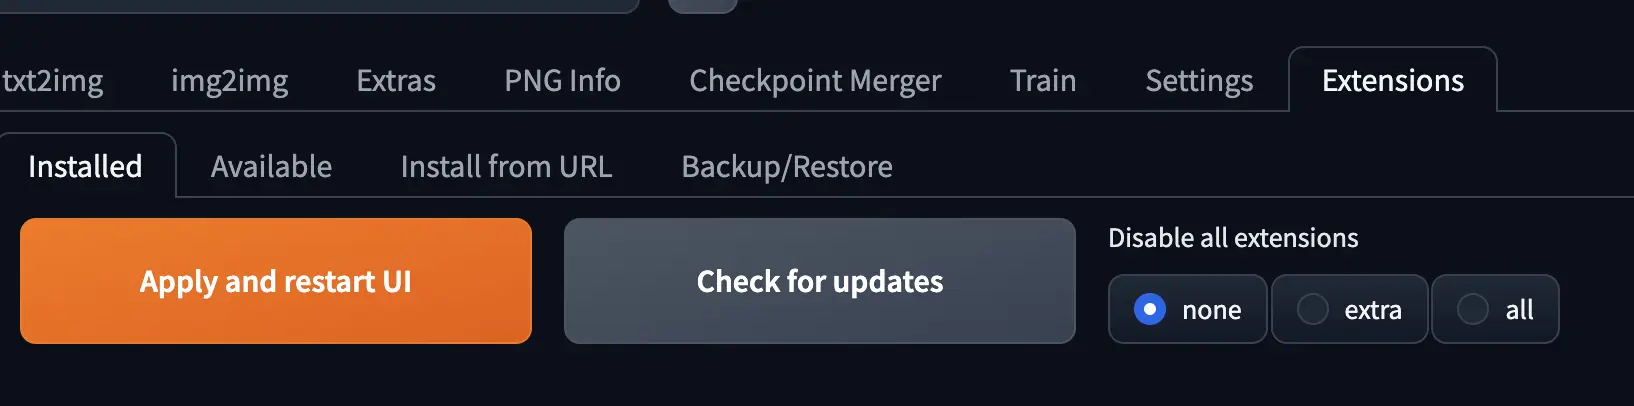 txt2img img2img Extras PNG Info Checkpoint Merger Train Settings Extensions
Installed Available Install from URL Backup/Restore
Disable all extensions
Apply and restart UI Check for updates none extra all